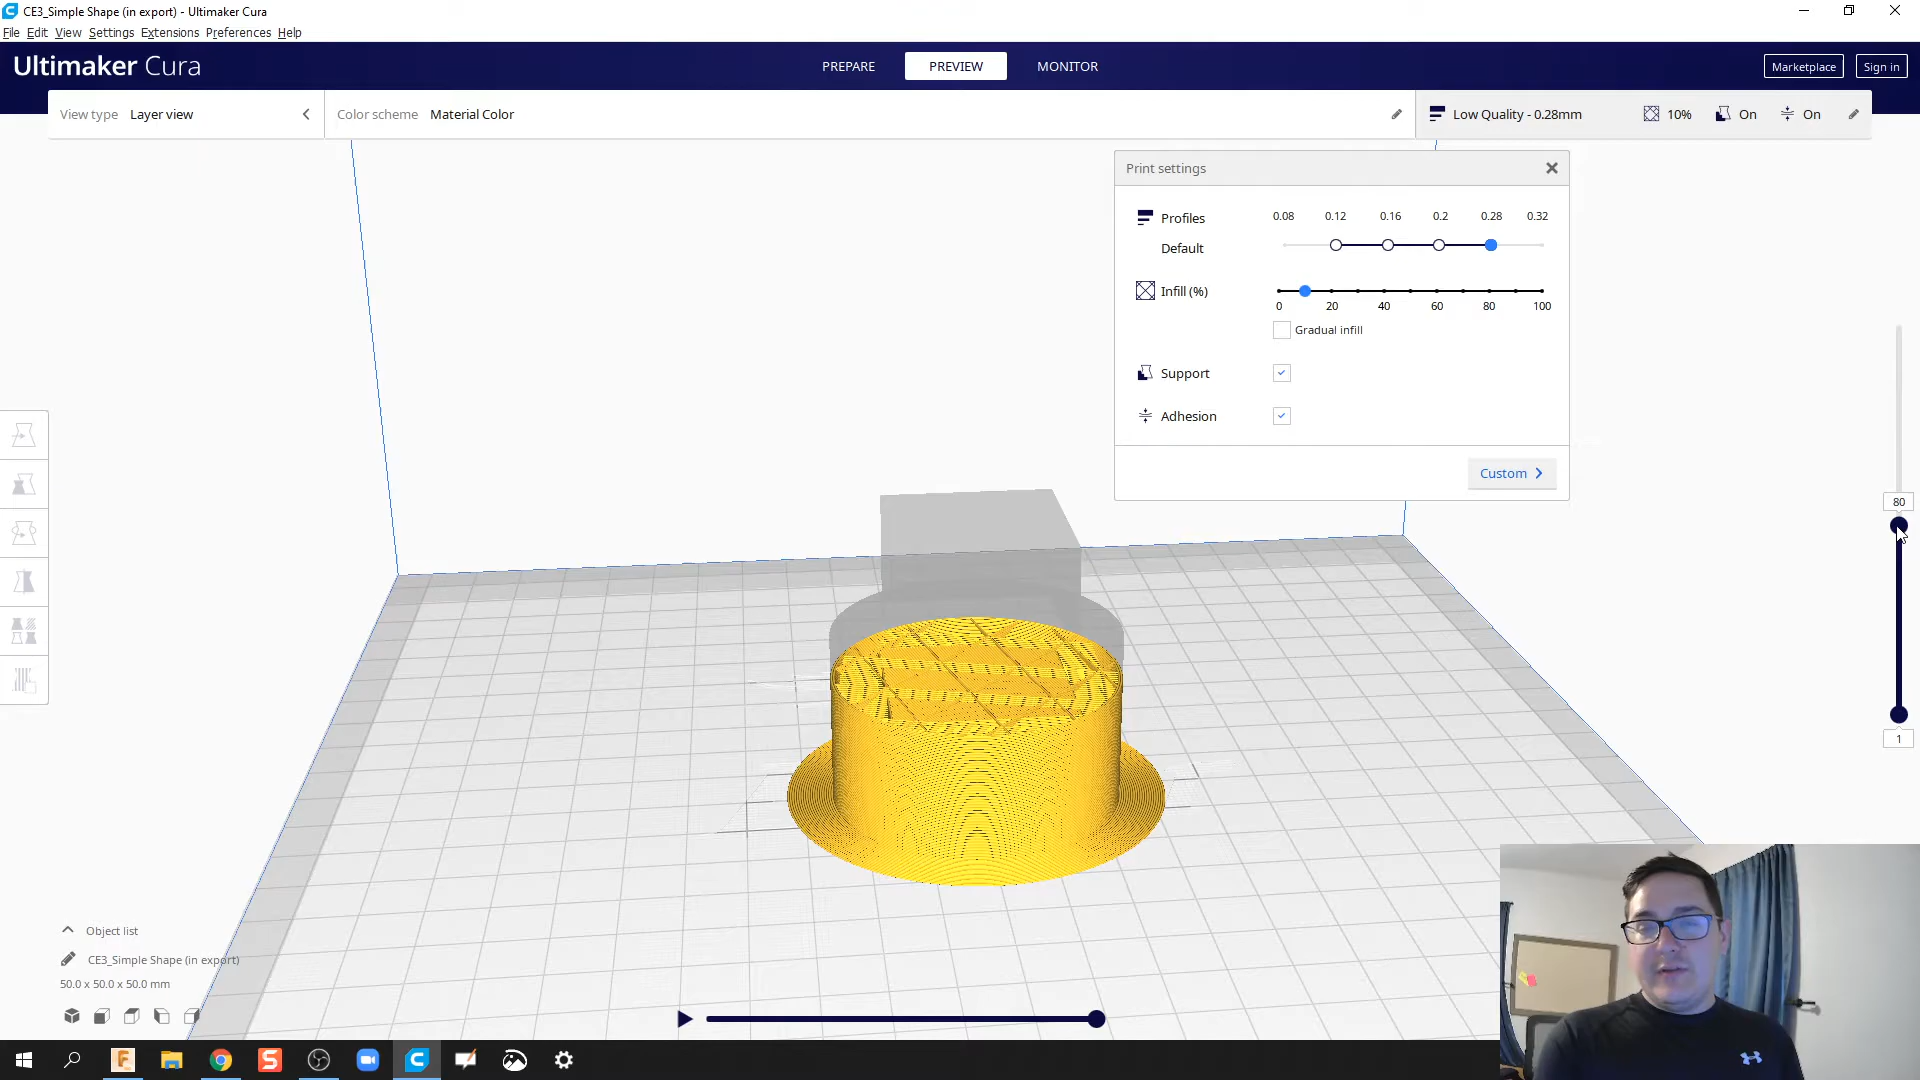 CE3_Simple Shape (in export) - Ultimaker Cura
File Edit View Settings Extensions Preferences Help
Ultimaker Cura
PREPARE
PREVIEW
MONITOR
Marketplace
Sign in
View type Layer view
Color scheme Material Color
Low Quality - 0.28mm
10%
On
On
Print settings
Profiles
0.08 0.12 0.16 0.2 0.28 0.32
Default
Infill (%)
0 20 40 60 80 100
Gradual infill
Support
Adhesion
Custom
80
1
Object list
CE3_Simple Shape (in export)
50.0 x 50.0 x 50.0 mm